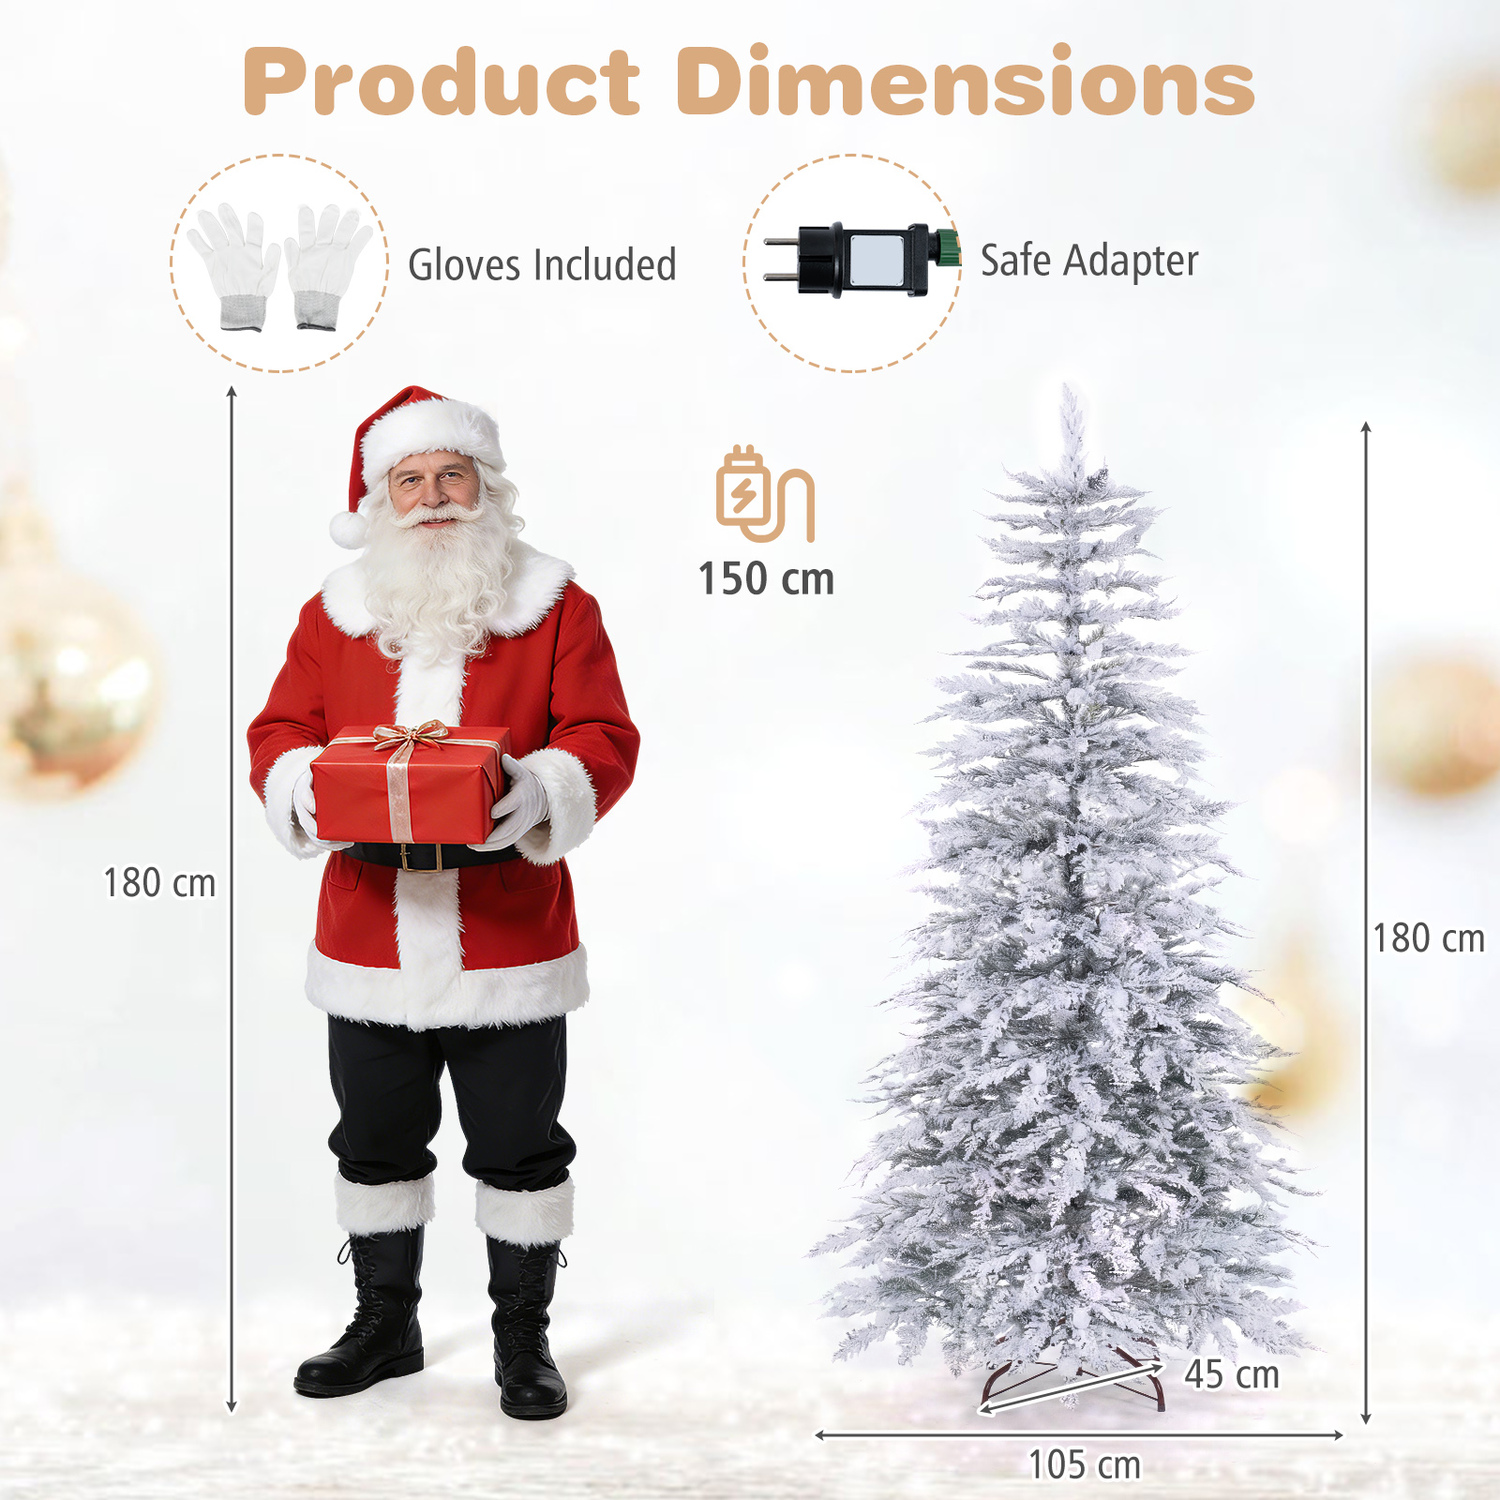 Product Dimensions
Gloves Included
Safe Adapter
150 cm
180 cm
180 cm
45 cm
105 cm